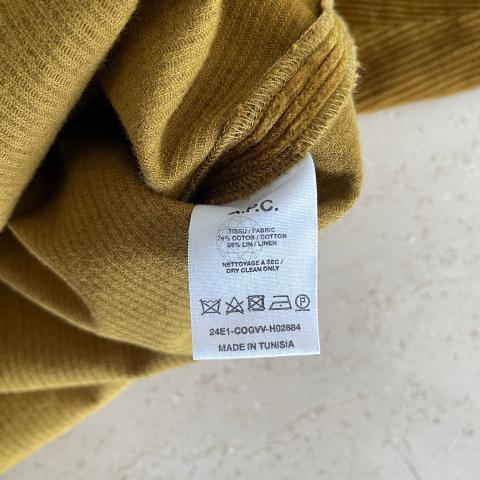 A.P.C.
TISSU / FABRIC
74% COTON / COTTON
26% LIN / LINEN
NETTOYAGE A SEC /
DRY CLEAN ONLY
P
24E1-COGVV-H02884
MADE IN TUNISIA